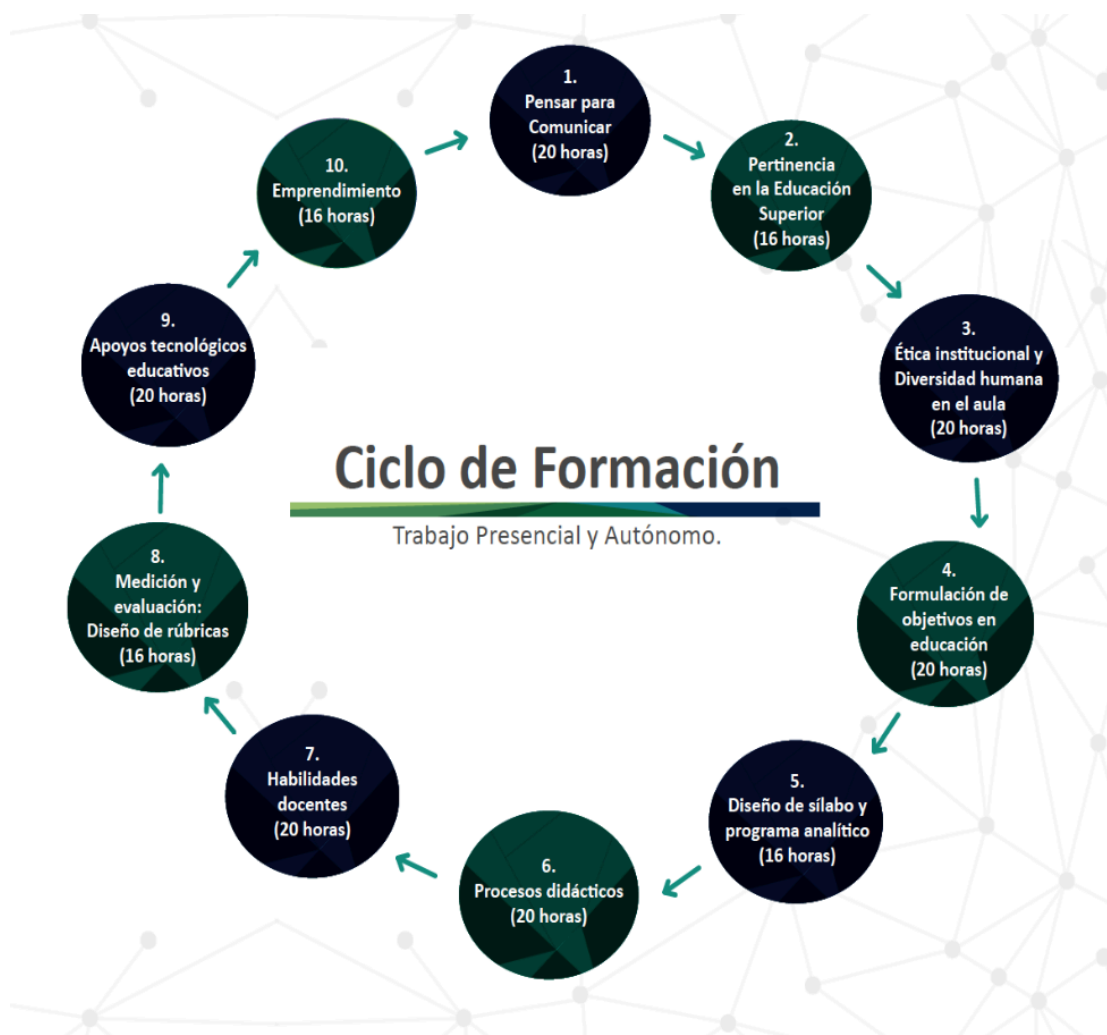 1.
Pensar para
Comunicar
(20 horas)
2.
Pertinencia
en la Educación
Superior
(16 horas)
3.
Ética institucional y
Diversidad humana
en el aula
(20 horas)
4.
Formulación de
objetivos en
educación
(20 horas)
5.
Diseño de sílabo y
programa analítico
(16 horas)
6.
Procesos didácticos
(20 horas)
7.
Habilidades
docentes
(20 horas)
8.
Medición y
evaluación:
Diseño de rúbricas
(16 horas)
9.
Apoyos tecnológicos
educativos
(20 horas)
10.
Emprendimiento
(16 horas)
Ciclo de Formación
Trabajo Presencial y Autónomo.